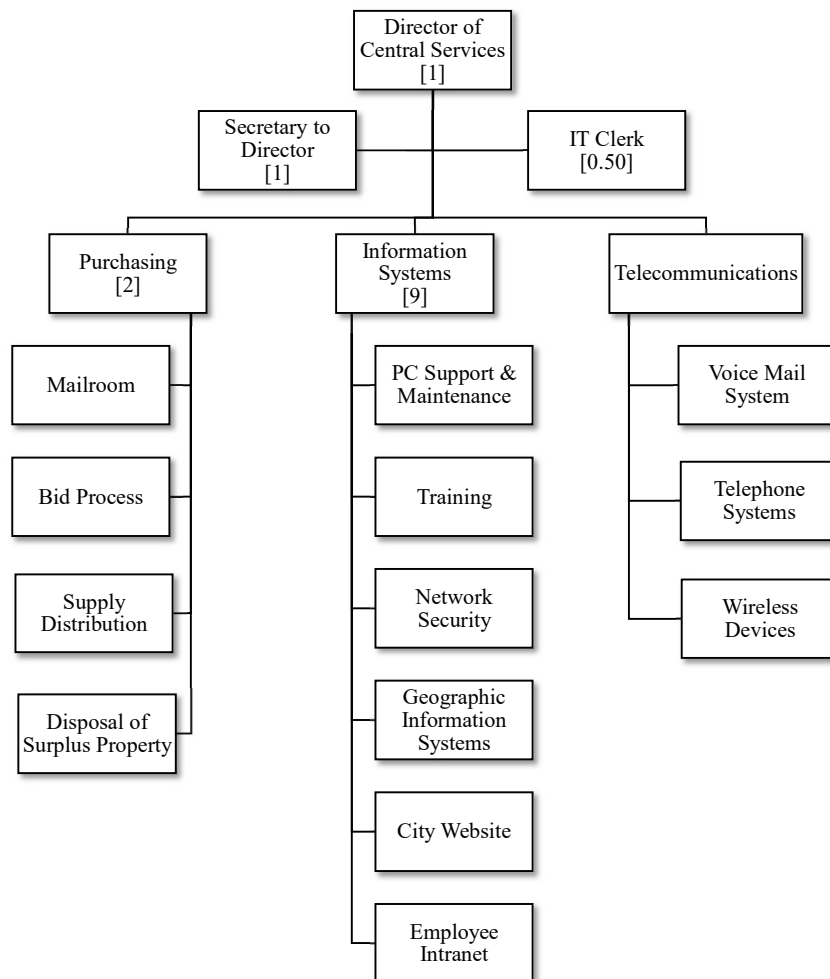 Director of
Central Services
[1]
Secretary to
Director
[1]
IT Clerk
[0.50]
Purchasing
[2]
Information
Systems
[9]
Telecommunications
Mailroom
Bid Process
Supply
Distribution
Disposal of
Surplus Property
PC Support &
Maintenance
Training
Network
Security
Geographic
Information
Systems
City Website
Employee
Intranet
Voice Mail
System
Telephone
Systems
Wireless
Devices